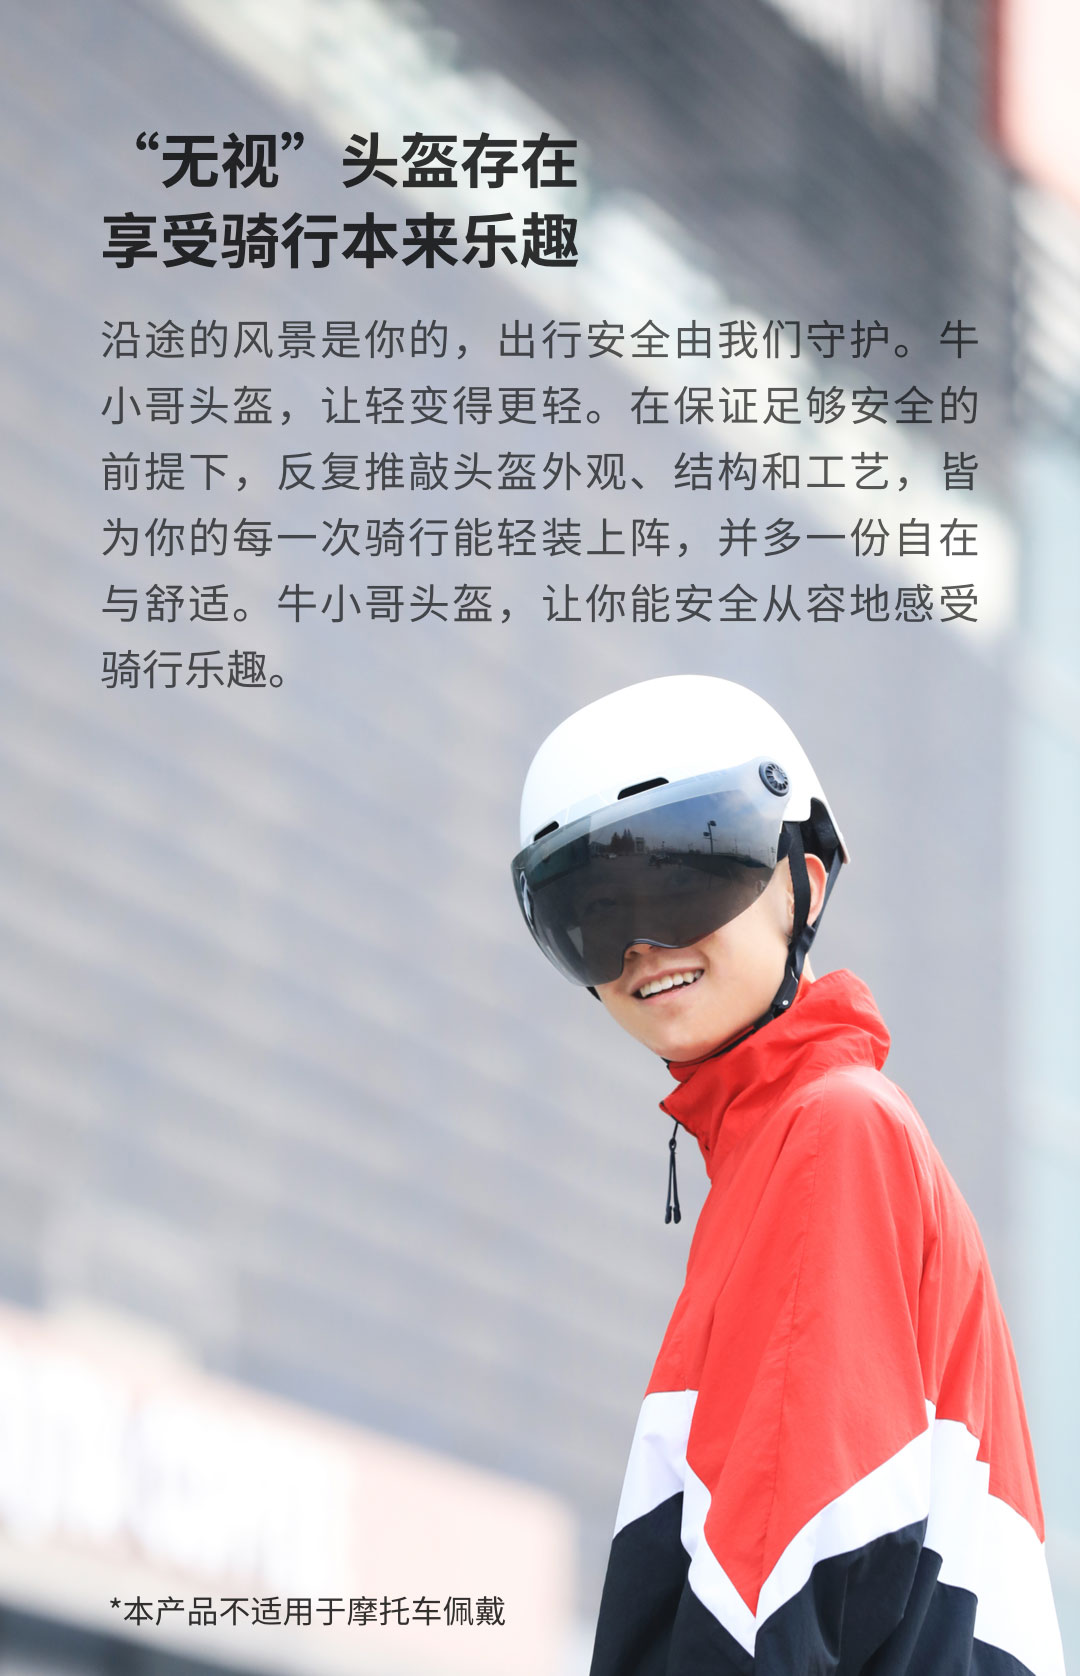 “无视”头盔存在
享受骑行本来乐趣
沿途的风景是你的，出行安全由我们守护。牛
小哥头盔，让轻变得更轻。在保证足够安全的
前提下，反复推敲头盔外观、结构和工艺，皆
为你的每一次骑行能轻装上阵，并多一份自在
与舒适。牛小哥头盔，让你能安全从容地感受
骑行乐趣。
*本产品不适用于摩托车佩戴